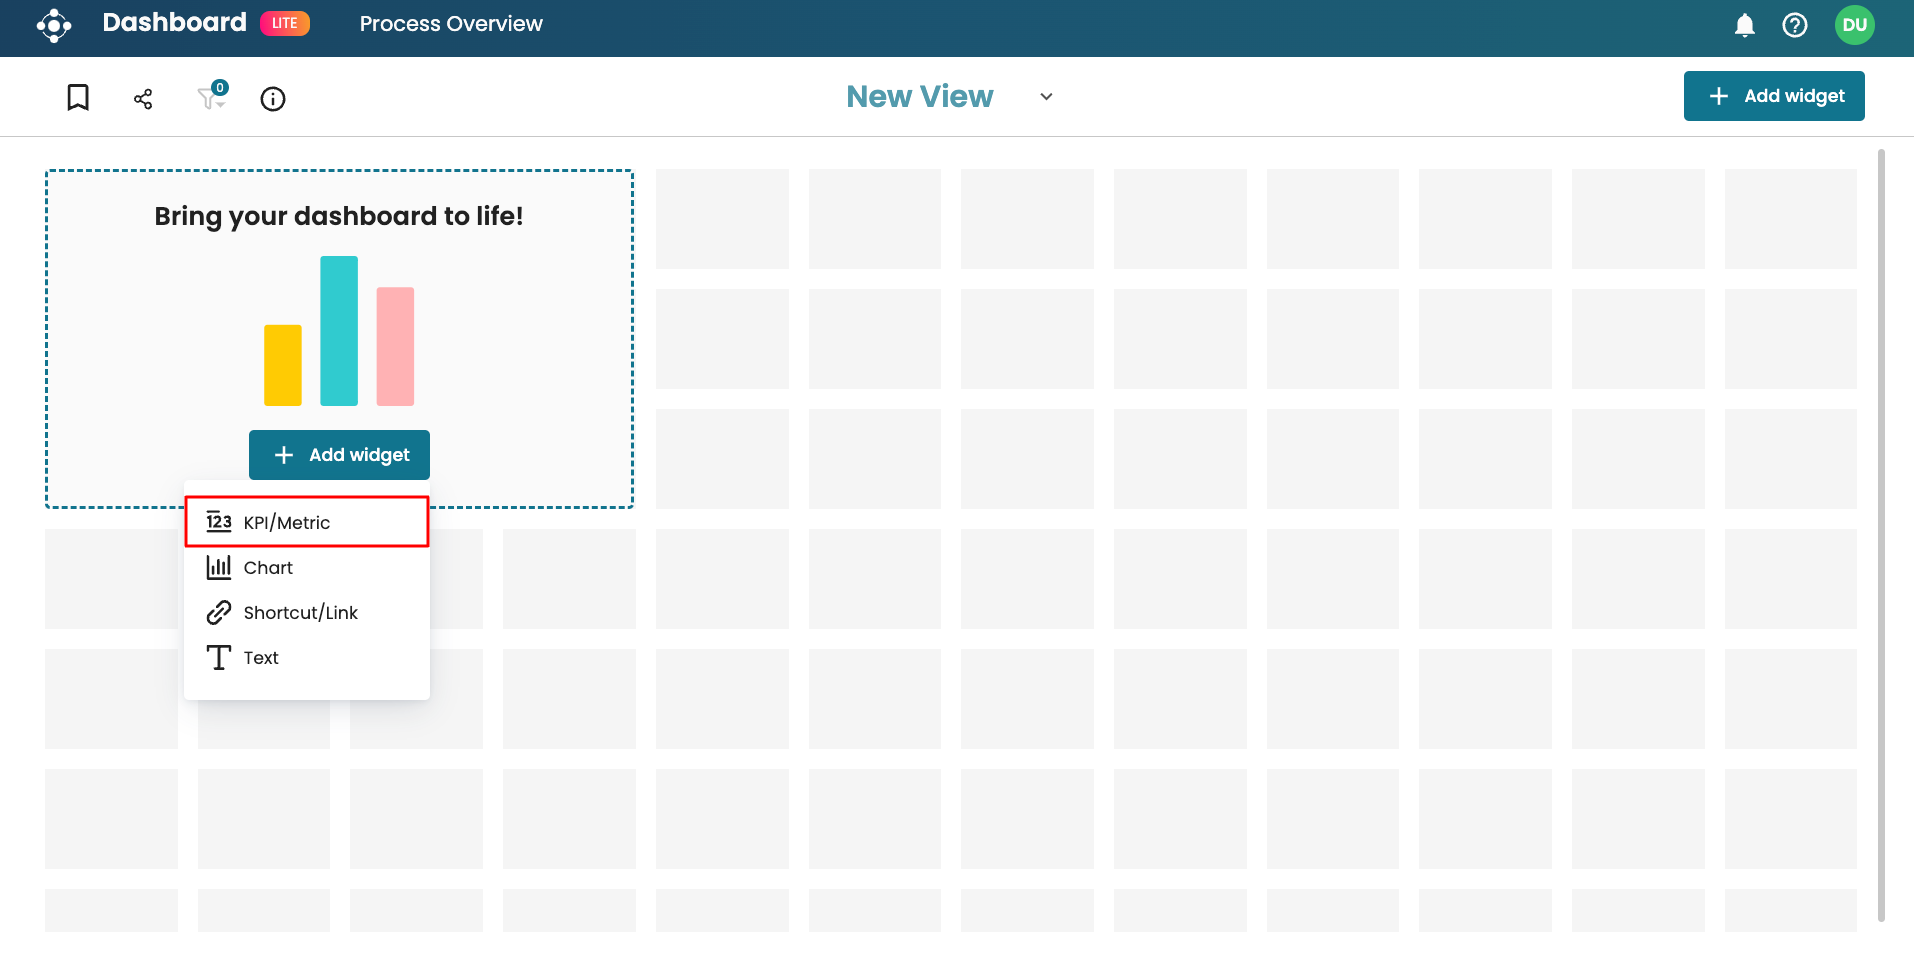 Dashboard LITE Process Overview DU
0 New View Add widget
Bring your dashboard to life!
Add widget
123 KPI/Metric
Chart
Shortcut/Link
Text